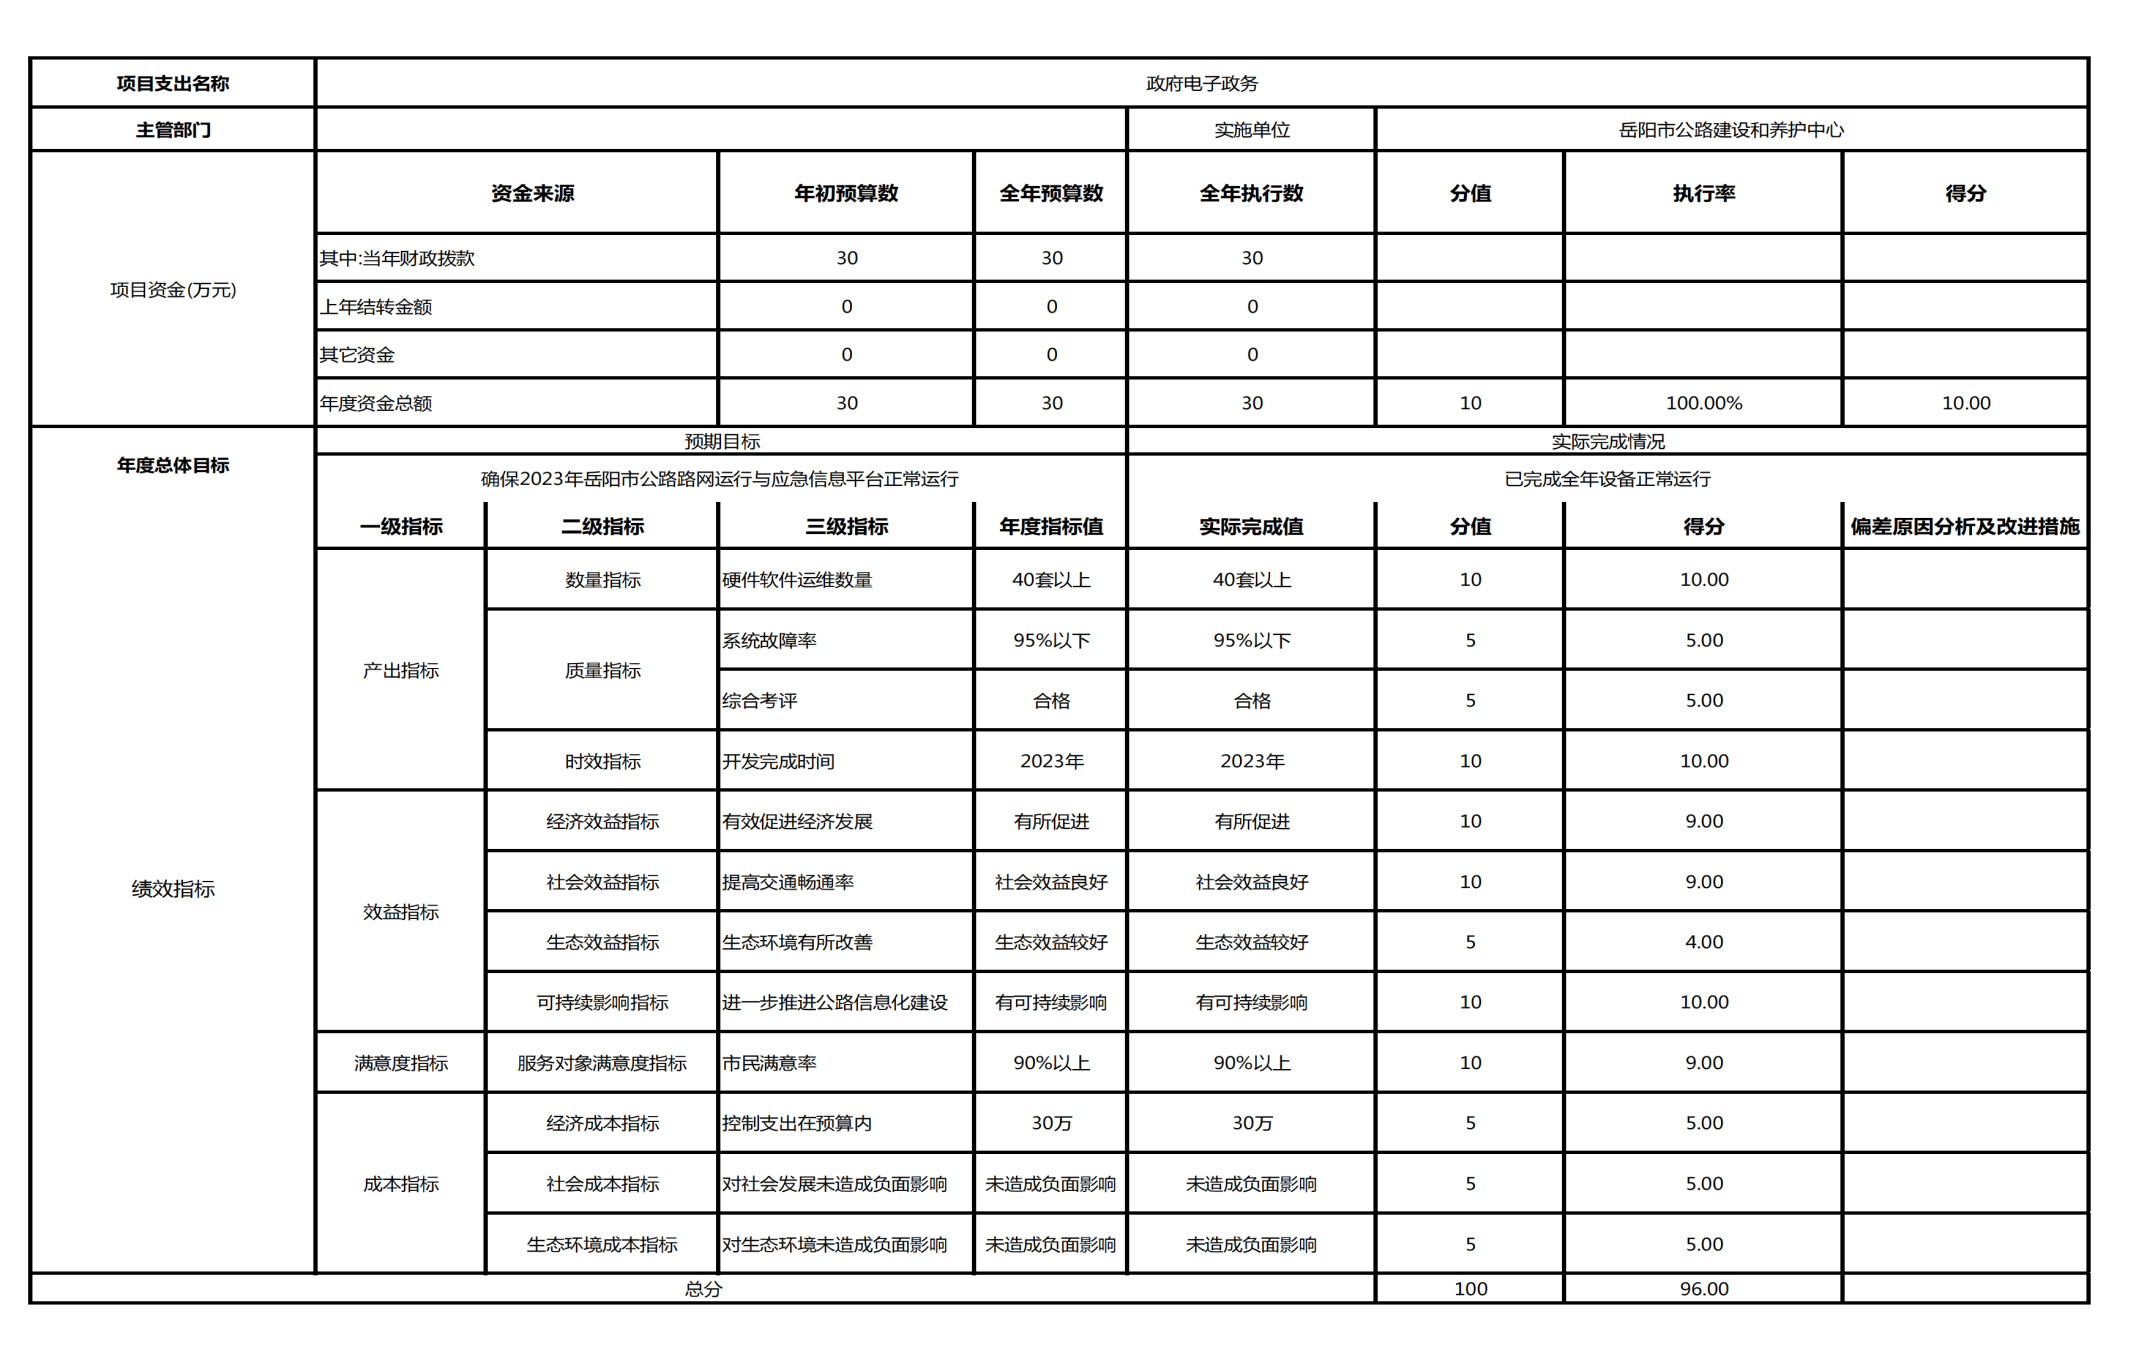 项目支出名称 政府电子政务
主管部门 实施单位 岳阳市公路建设和养护中心
项目资金(万元) 资金来源 年初预算数 全年预算数 全年执行数 分值 执行率 得分
其中:当年财政拨款 30 30 30
上年结转金额 0 0 0
其它资金 0 0 0
年度资金总额 30 30 30 10 100.00% 10.00
年度总体目标 预期目标 实际完成情况
确保2023年岳阳市公路路网运行与应急信息平台正常运行 已完成全年设备正常运行
绩效指标 一级指标 二级指标 三级指标 年度指标值 实际完成值 分值 得分 偏差原因分析及改进措施
产出指标 数量指标 硬件软件运维数量 40套以上 40套以上 10 10.00
质量指标 系统故障率 95%以下 95%以下 5 5.00
综合考评 合格 合格 5 5.00
时效指标 开发完成时间 2023年 2023年 10 10.00
效益指标 经济效益指标 有效促进经济发展 有所促进 有所促进 10 9.00
社会效益指标 提高交通畅通率 社会效益良好 社会效益良好 10 9.00
生态效益指标 生态环境有所改善 生态效益较好 生态效益较好 5 4.00
可持续影响指标 进一步推进公路信息化建设 有可持续影响 有可持续影响 10 10.00
满意度指标 服务对象满意度指标 市民满意率 90%以上 90%以上 10 9.00
成本指标 经济成本指标 控制支出在预算内 30万 30万 5 5.00
社会成本指标 对社会发展未造成负面影响 未造成负面影响 未造成负面影响 5 5.00
生态环境成本指标 对生态环境未造成负面影响 未造成负面影响 未造成负面影响 5 5.00
总分 100 96.00